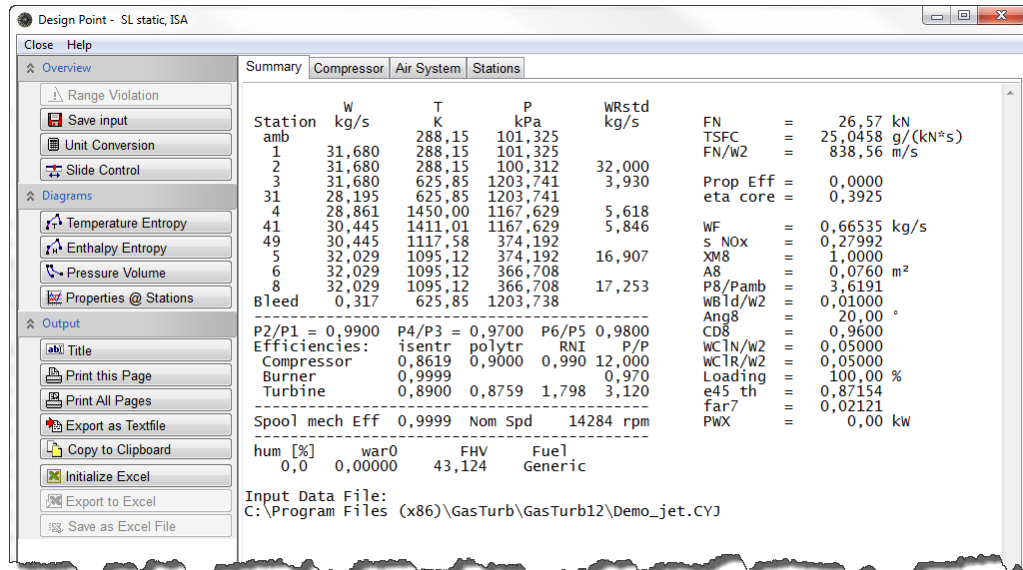 Design Point - SL static, ISA
Close Help
Overview
Range Violation
Save input
Unit Conversion
Slide Control
Diagrams
Temperature Entropy
Enthalpy Entropy
Pressure Volume
Properties @ Stations
Output
Title
Print this Page
Print All Pages
Export as Textfile
Copy to Clipboard
Initialize Excel
Export to Excel
Save as Excel File
Summary Compressor Air System Stations
W T P WRstd
Station kg/s K kPa kg/s
amb 288,15 101,325
1 31,680 288,15 101,325
2 31,680 288,15 100,312 32,000
3 31,680 625,85 1203,741 3,930
31 28,195 625,85 1203,741
4 28,861 1450,00 1167,629 5,618
41 30,445 1411,01 1167,629 5,846
49 30,445 1117,58 374,192
5 32,029 1095,12 374,192 16,907
6 32,029 1095,12 366,708
8 32,029 1095,12 366,708 17,253
Bleed 0,317 625,85 1203,738
----------------------------------------
P2/P1 = 0,9900 P4/P3 = 0,9700 P6/P5 0,9800
Efficiencies: isentr polytr RNI P/P
Compressor 0,8619 0,9000 0,990 12,000
Burner 0,9999 0,970
Turbine 0,8900 0,8759 1,798 3,120
----------------------------------------
Spool mech Eff 0,9999 Nom Spd 14284 rpm
----------------------------------------
hum [%] war0 FHV Fuel
0,0 0,00000 43,124 Generic
Input Data File:
C:\Program Files (x86)\GasTurb\GasTurb12\Demo_jet.CYJ
FN = 26,57 kN
TSFC = 25,0458 g/(kN*s)
FN/W2 = 838,56 m/s
Prop Eff = 0,0000
eta core = 0,3925
WF = 0,66535 kg/s
s NOx = 0,27992
XM8 = 1,0000
A8 = 0,0760 m²
P8/Pamb = 3,6191
WBld/W2 = 0,01000
Ang8 = 20,00 °
CD8 = 0,9600
WClN/W2 = 0,05000
WClR/W2 = 0,05000
Loading = 100,00 %
e45 th = 0,87154
far7 = 0,02121
PWX = 0,00 kW